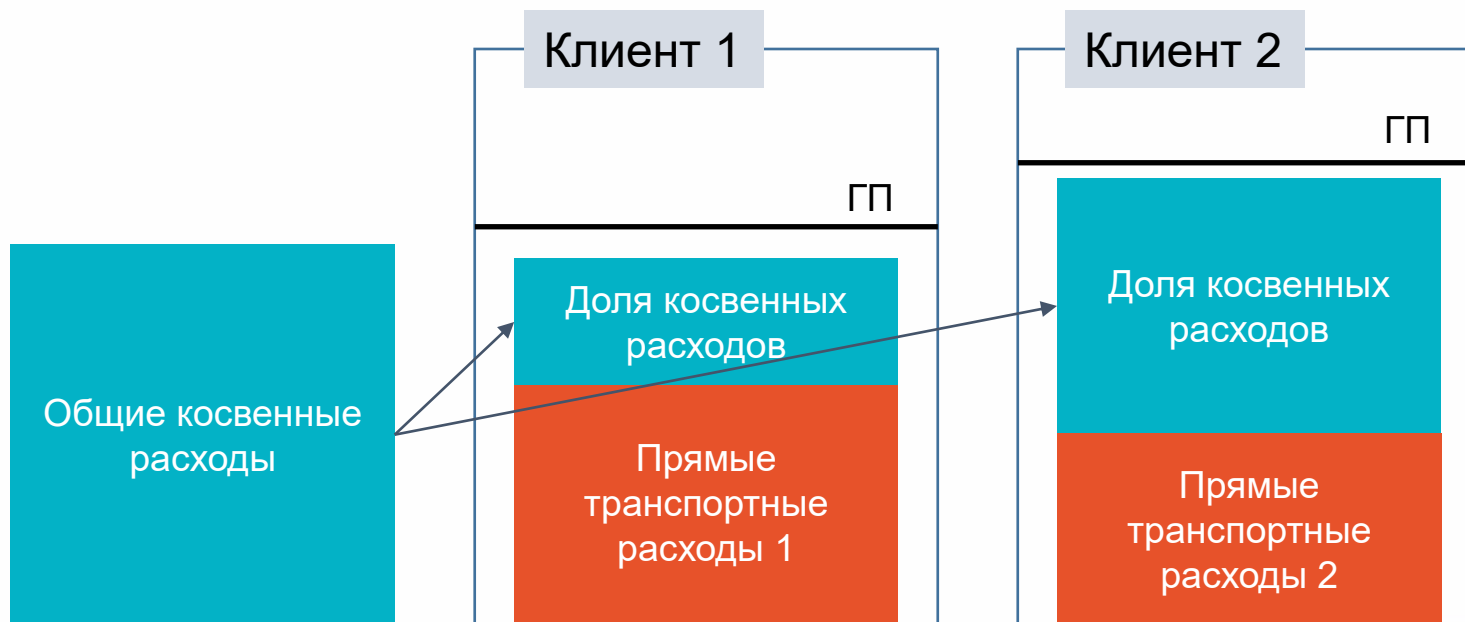 Клиент 1
Клиент 2
ГП
ГП
Общие косвенные
расходы
Доля косвенных
расходов
Прямые
транспортные
расходы 1
Доля косвенных
расходов
Прямые
транспортные
расходы 2